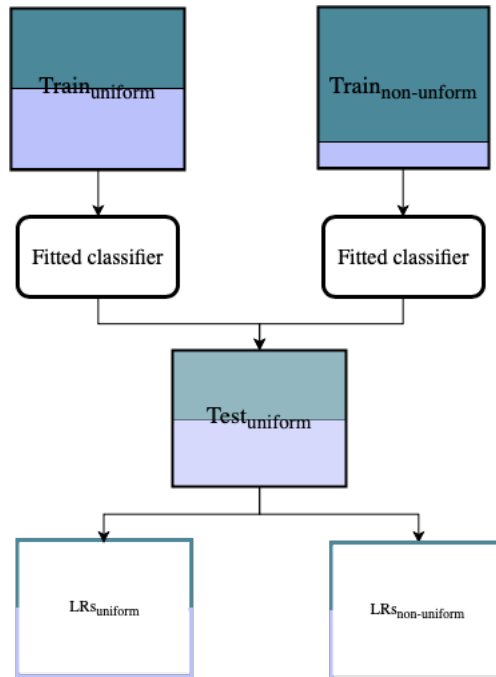 Train_uniform
Train_non-unform
Fitted classifier
Fitted classifier
Test_uniform
LRs_uniform
LRs_non-uniform